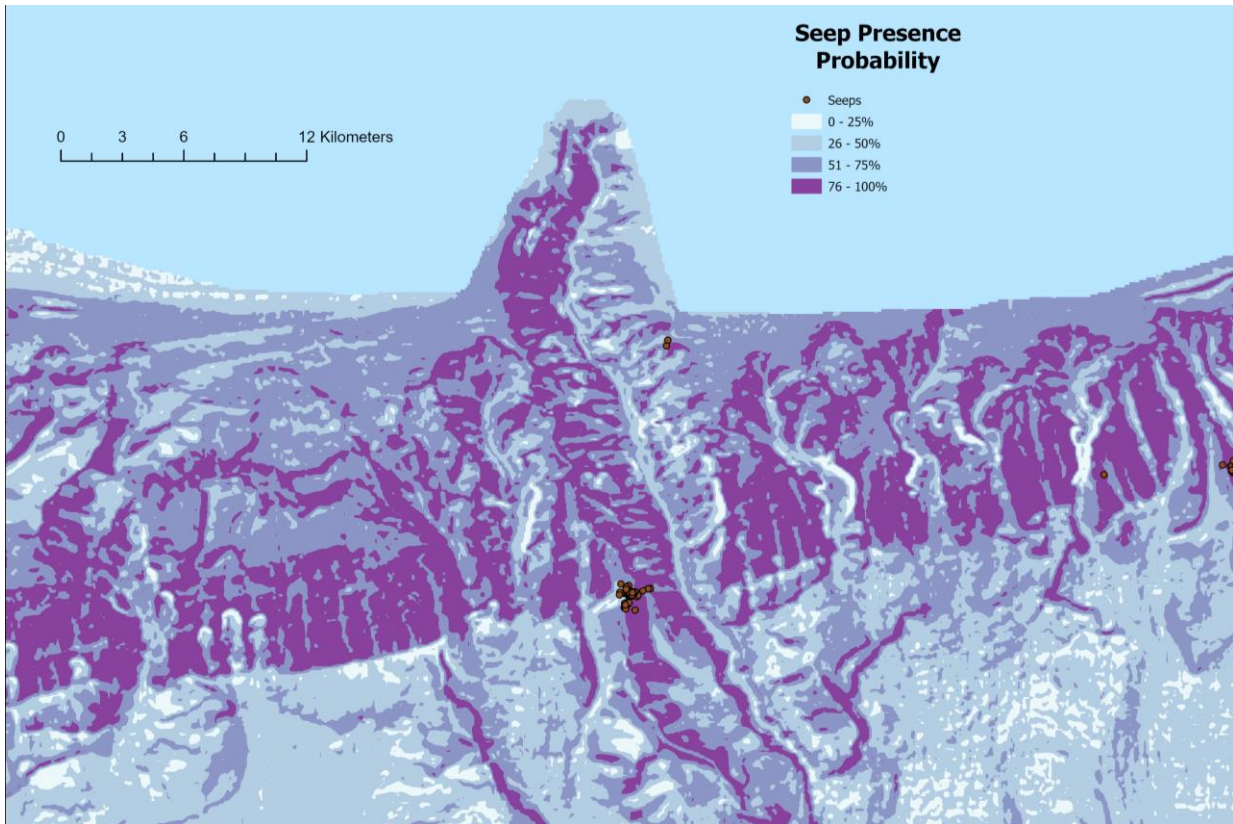 Seep Presence
Probability
Seeps
0 - 25%
26 - 50%
51 - 75%
76 - 100%
0 3 6 12 Kilometers